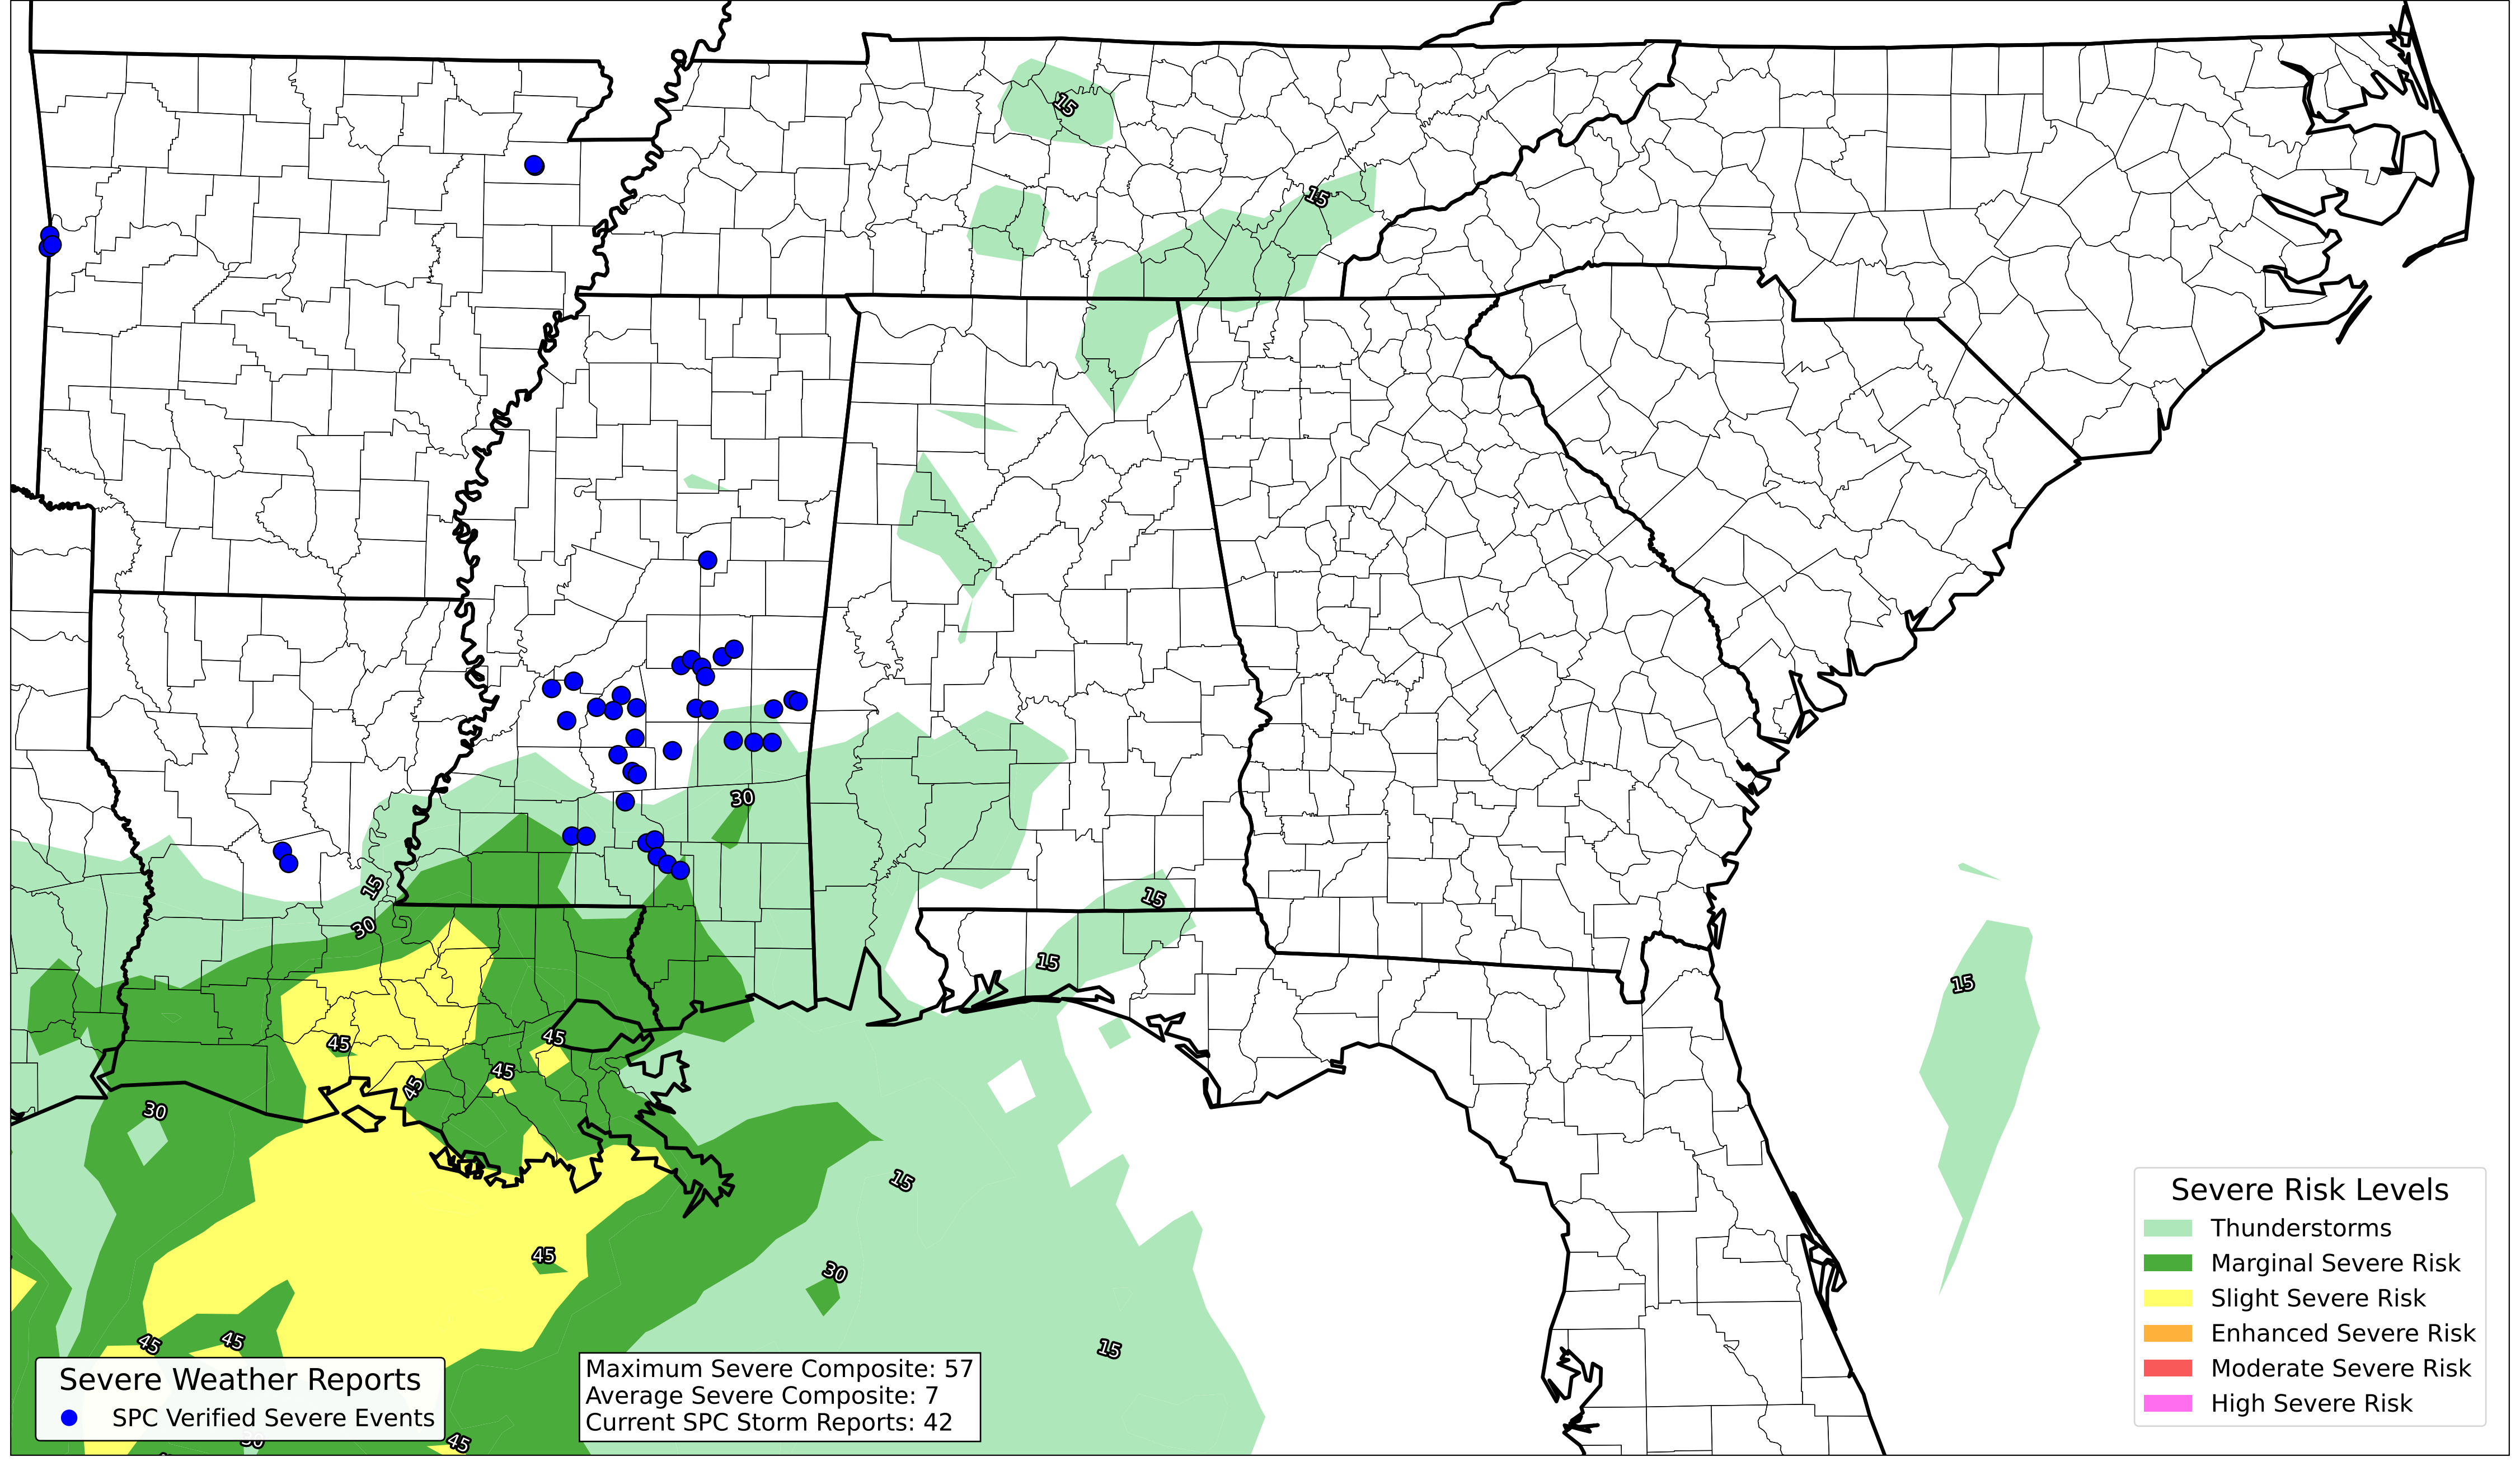 15
15
30
15
30
15
15
15
45
45
45
45
30
15
45
30
45
45
15
Severe Risk Levels
Thunderstorms
Marginal Severe Risk
Slight Severe Risk
Enhanced Severe Risk
Moderate Severe Risk
High Severe Risk
Severe Weather Reports
SPC Verified Severe Events
Maximum Severe Composite: 57
Average Severe Composite: 7
Current SPC Storm Reports: 42
45